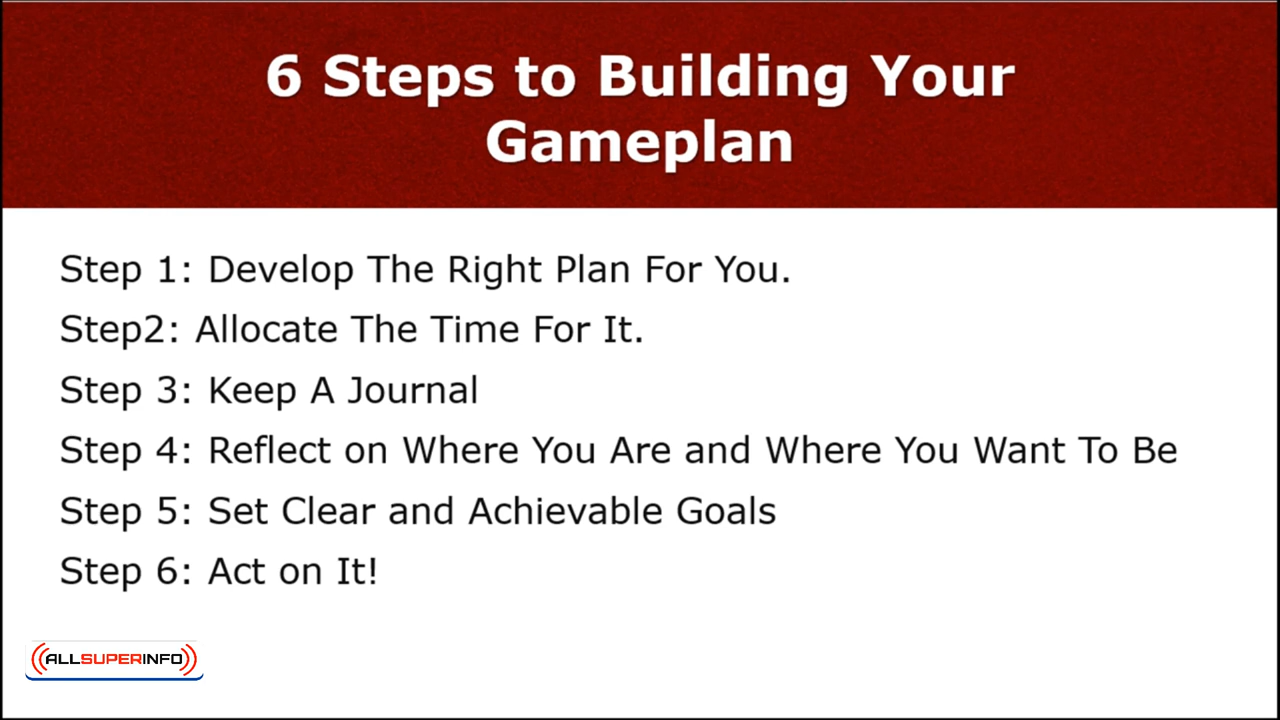 6 Steps to Building Your
Gameplan
Step 1: Develop The Right Plan For You.
Step2: Allocate The Time For It.
Step 3: Keep A Journal
Step 4: Reflect on Where You Are and Where You Want To Be
Step 5: Set Clear and Achievable Goals
Step 6: Act on It!
ALLSUPERINFO